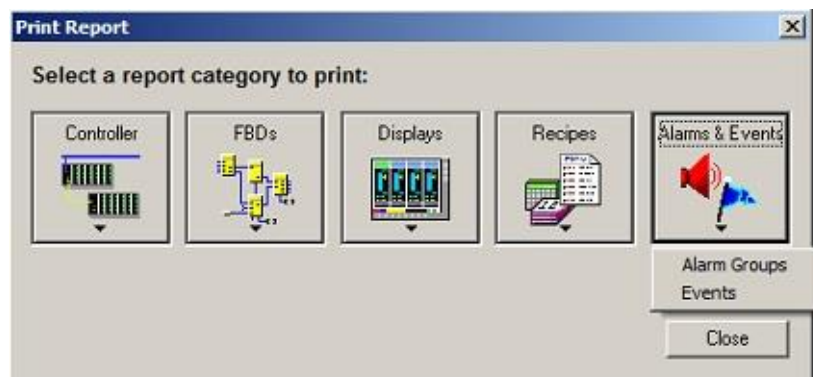 Print Report
Select a report category to print:
Controller
FBDs
Displays
Recipes
Alarms & Events
Alarm Groups
Events
Close